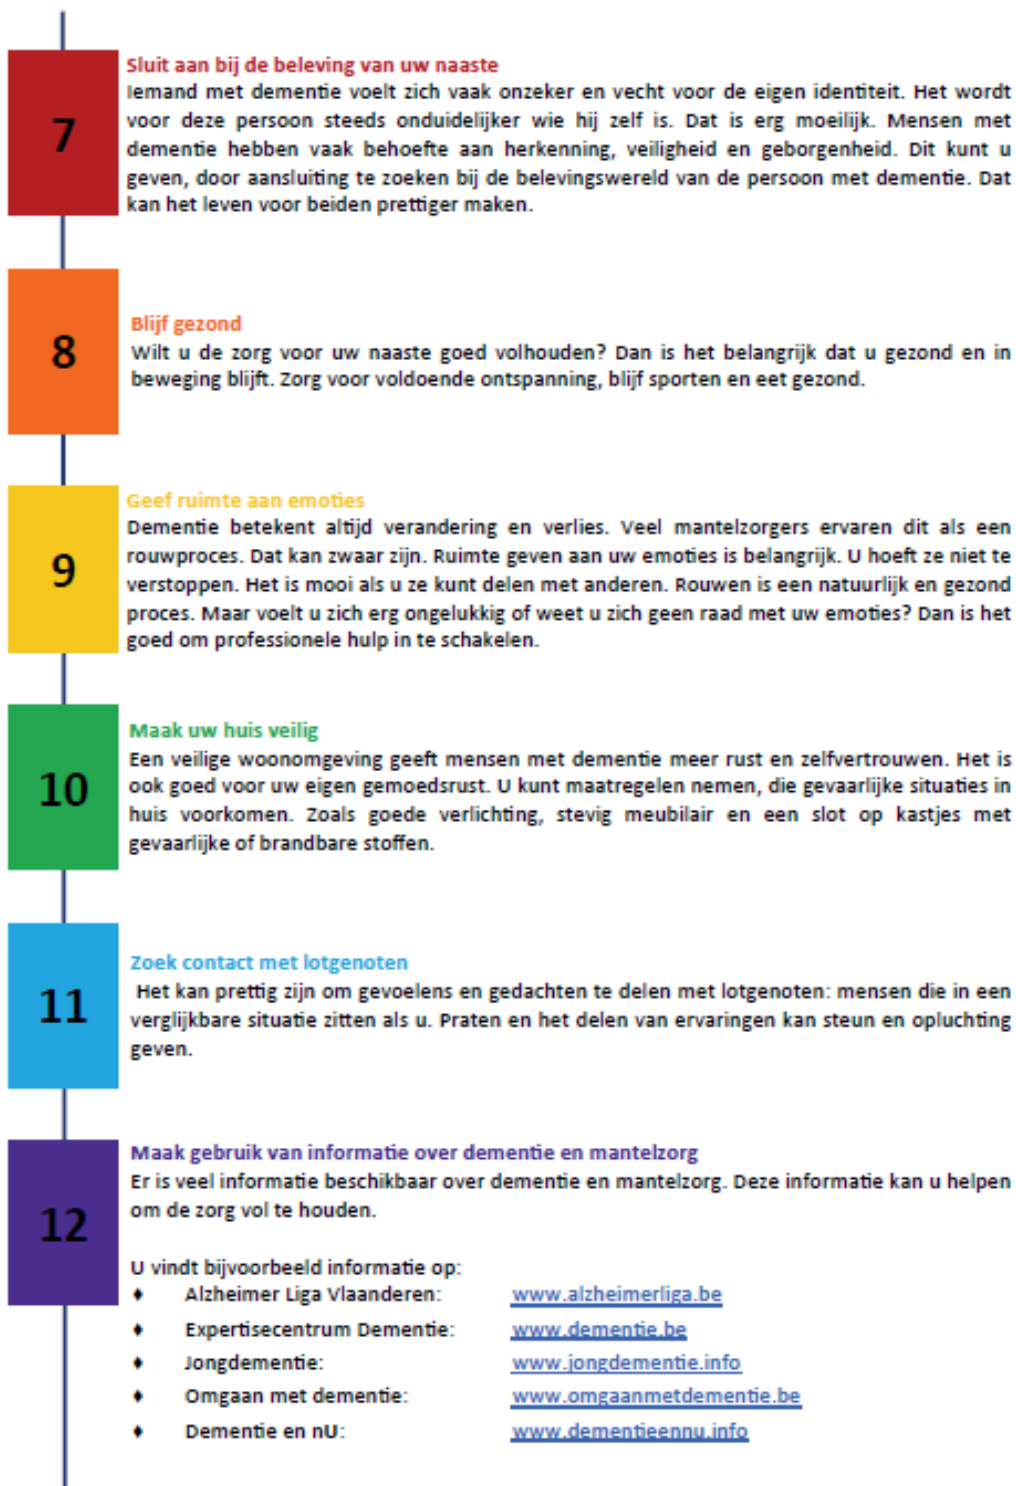 7
Sluit aan bij de beleving van uw naaste
Iemand met dementie voelt zich vaak onzeker en vecht voor de eigen identiteit. Het wordt
voor deze persoon steeds onduidelijker wie hij zelf is. Dat is erg moeilijk. Mensen met
dementie hebben vaak behoefte aan herkenning, veiligheid en geborgenheid. Dit kunt u
geven, door aansluiting te zoeken bij de belevingswereld van de persoon met dementie. Dat
kan het leven voor beiden prettiger maken.
8
Blijf gezond
Wilt u de zorg voor uw naaste goed volhouden? Dan is het belangrijk dat u gezond en in
beweging blijft. Zorg voor voldoende ontspanning, blijf sporten en eet gezond.
9
Geef ruimte aan emoties
Dementie betekent altijd verandering en verlies. Veel mantelzorgers ervaren dit als een
rouwproces. Dat kan zwaar zijn. Ruimte geven aan uw emoties is belangrijk. U hoeft ze niet te
verstoppen. Het is mooi als u ze kunt delen met anderen. Rouwen is een natuurlijk en gezond
proces. Maar voelt u zich erg ongelukkig of weet u zich geen raad met uw emoties? Dan is het
goed om professionele hulp in te schakelen.
10
Maak uw huis veilig
Een veilige woonomgeving geeft mensen met dementie meer rust en zelfvertrouwen. Het is
ook goed voor uw eigen gemoedsrust. U kunt maatregelen nemen, die gevaarlijke situaties in
huis voorkomen. Zoals goede verlichting, stevig meubilair en een slot op kastjes met
gevaarlijke of brandbare stoffen.
11
Zoek contact met lotgenoten
Het kan prettig zijn om gevoelens en gedachten te delen met lotgenoten: mensen die in een
verglijkbare situatie zitten als u. Praten en het delen van ervaringen kan steun en opluchting
geven.
12
Maak gebruik van informatie over dementie en mantelzorg
Er is veel informatie beschikbaar over dementie en mantelzorg. Deze informatie kan u helpen
om de zorg vol te houden.
U vindt bijvoorbeeld informatie op:
♦ Alzheimer Liga Vlaanderen: www.alzheimerliga.be
♦ Expertisecentrum Dementie: www.dementie.be
♦ Jongdementie: www.jongdementie.info
♦ Omgaan met dementie: www.omgaanmetdementie.be
♦ Dementie en nU: www.dementieennu.info